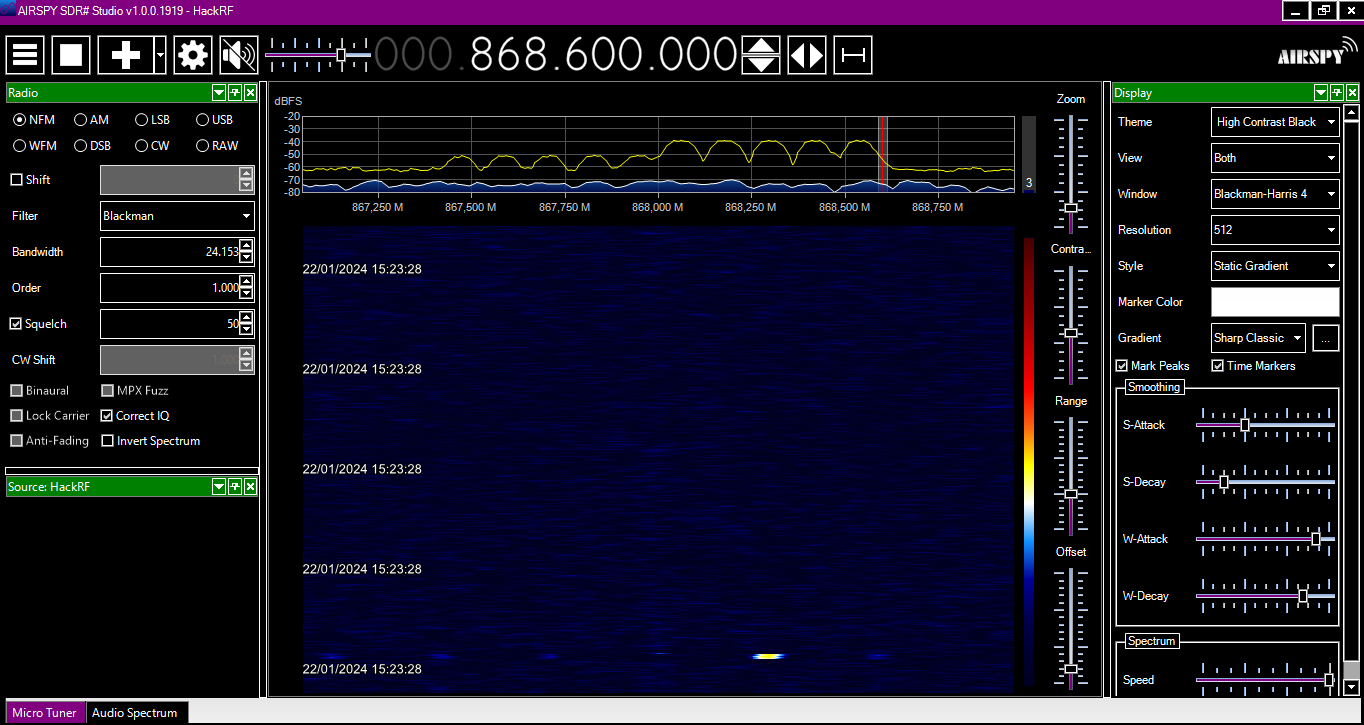 AIRSPY SDR# Studio v1.0.0.1919 - HackRF
000.868.600.000
AIRSPY
Radio
NFM AM LSB USB
WFM DSB CW RAW
Shift
Filter Blackman
Bandwidth 24.153
Order 1.000
Squelch 50
CW Shift
Binaural MPX Fuzz
Lock Carrier Correct IQ
Anti-Fading Invert Spectrum
Source: HackRF
dBFS
-20
-30
-40
-50
-60
-70
-80
3
867,250 M 867,500 M 867,750 M 868,000 M 868,250 M 868,500 M 868,750 M
22/01/2024 15:23:28
22/01/2024 15:23:28
22/01/2024 15:23:28
22/01/2024 15:23:28
22/01/2024 15:23:28
Zoom
Contra...
Range
Offset
Display
Theme High Contrast Black
View Both
Window Blackman-Harris 4
Resolution 512
Style Static Gradient
Marker Color
Gradient Sharp Classic ...
Mark Peaks Time Markers
Smoothing
S-Attack
S-Decay
W-Attack
W-Decay
Spectrum
Speed
Micro Tuner Audio Spectrum